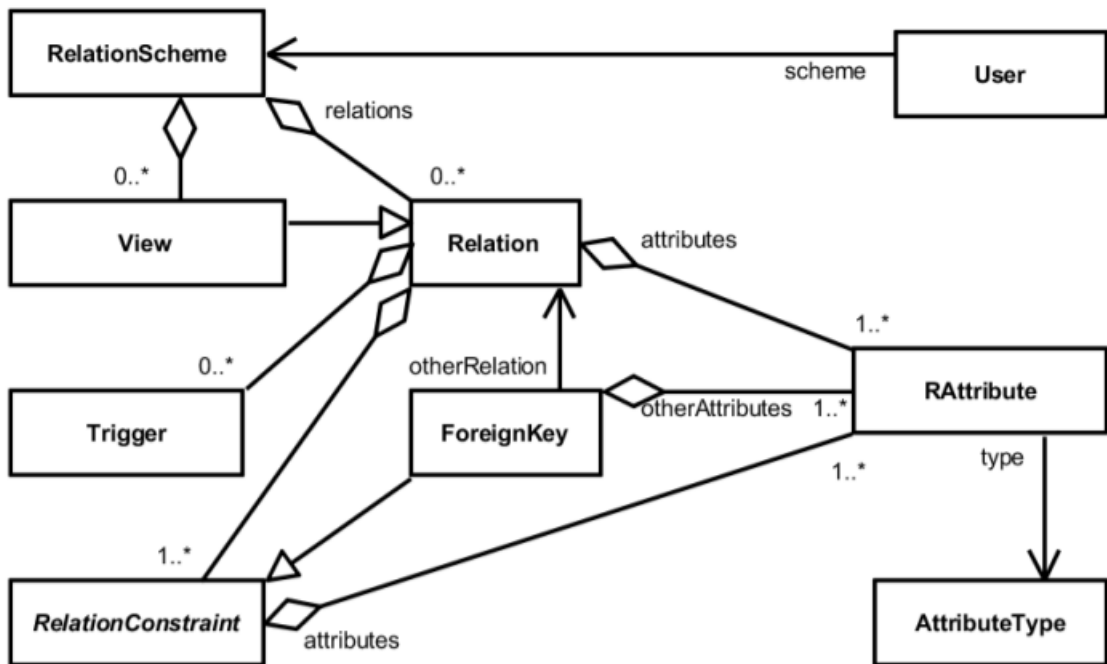 RelationScheme
scheme
User
relations
0..*
0..*
View
Relation
attributes
1..*
0..*
otherRelation
otherAttributes
1..*
RAttribute
Trigger
ForeignKey
type
1..*
1..*
RelationConstraint
attributes
AttributeType